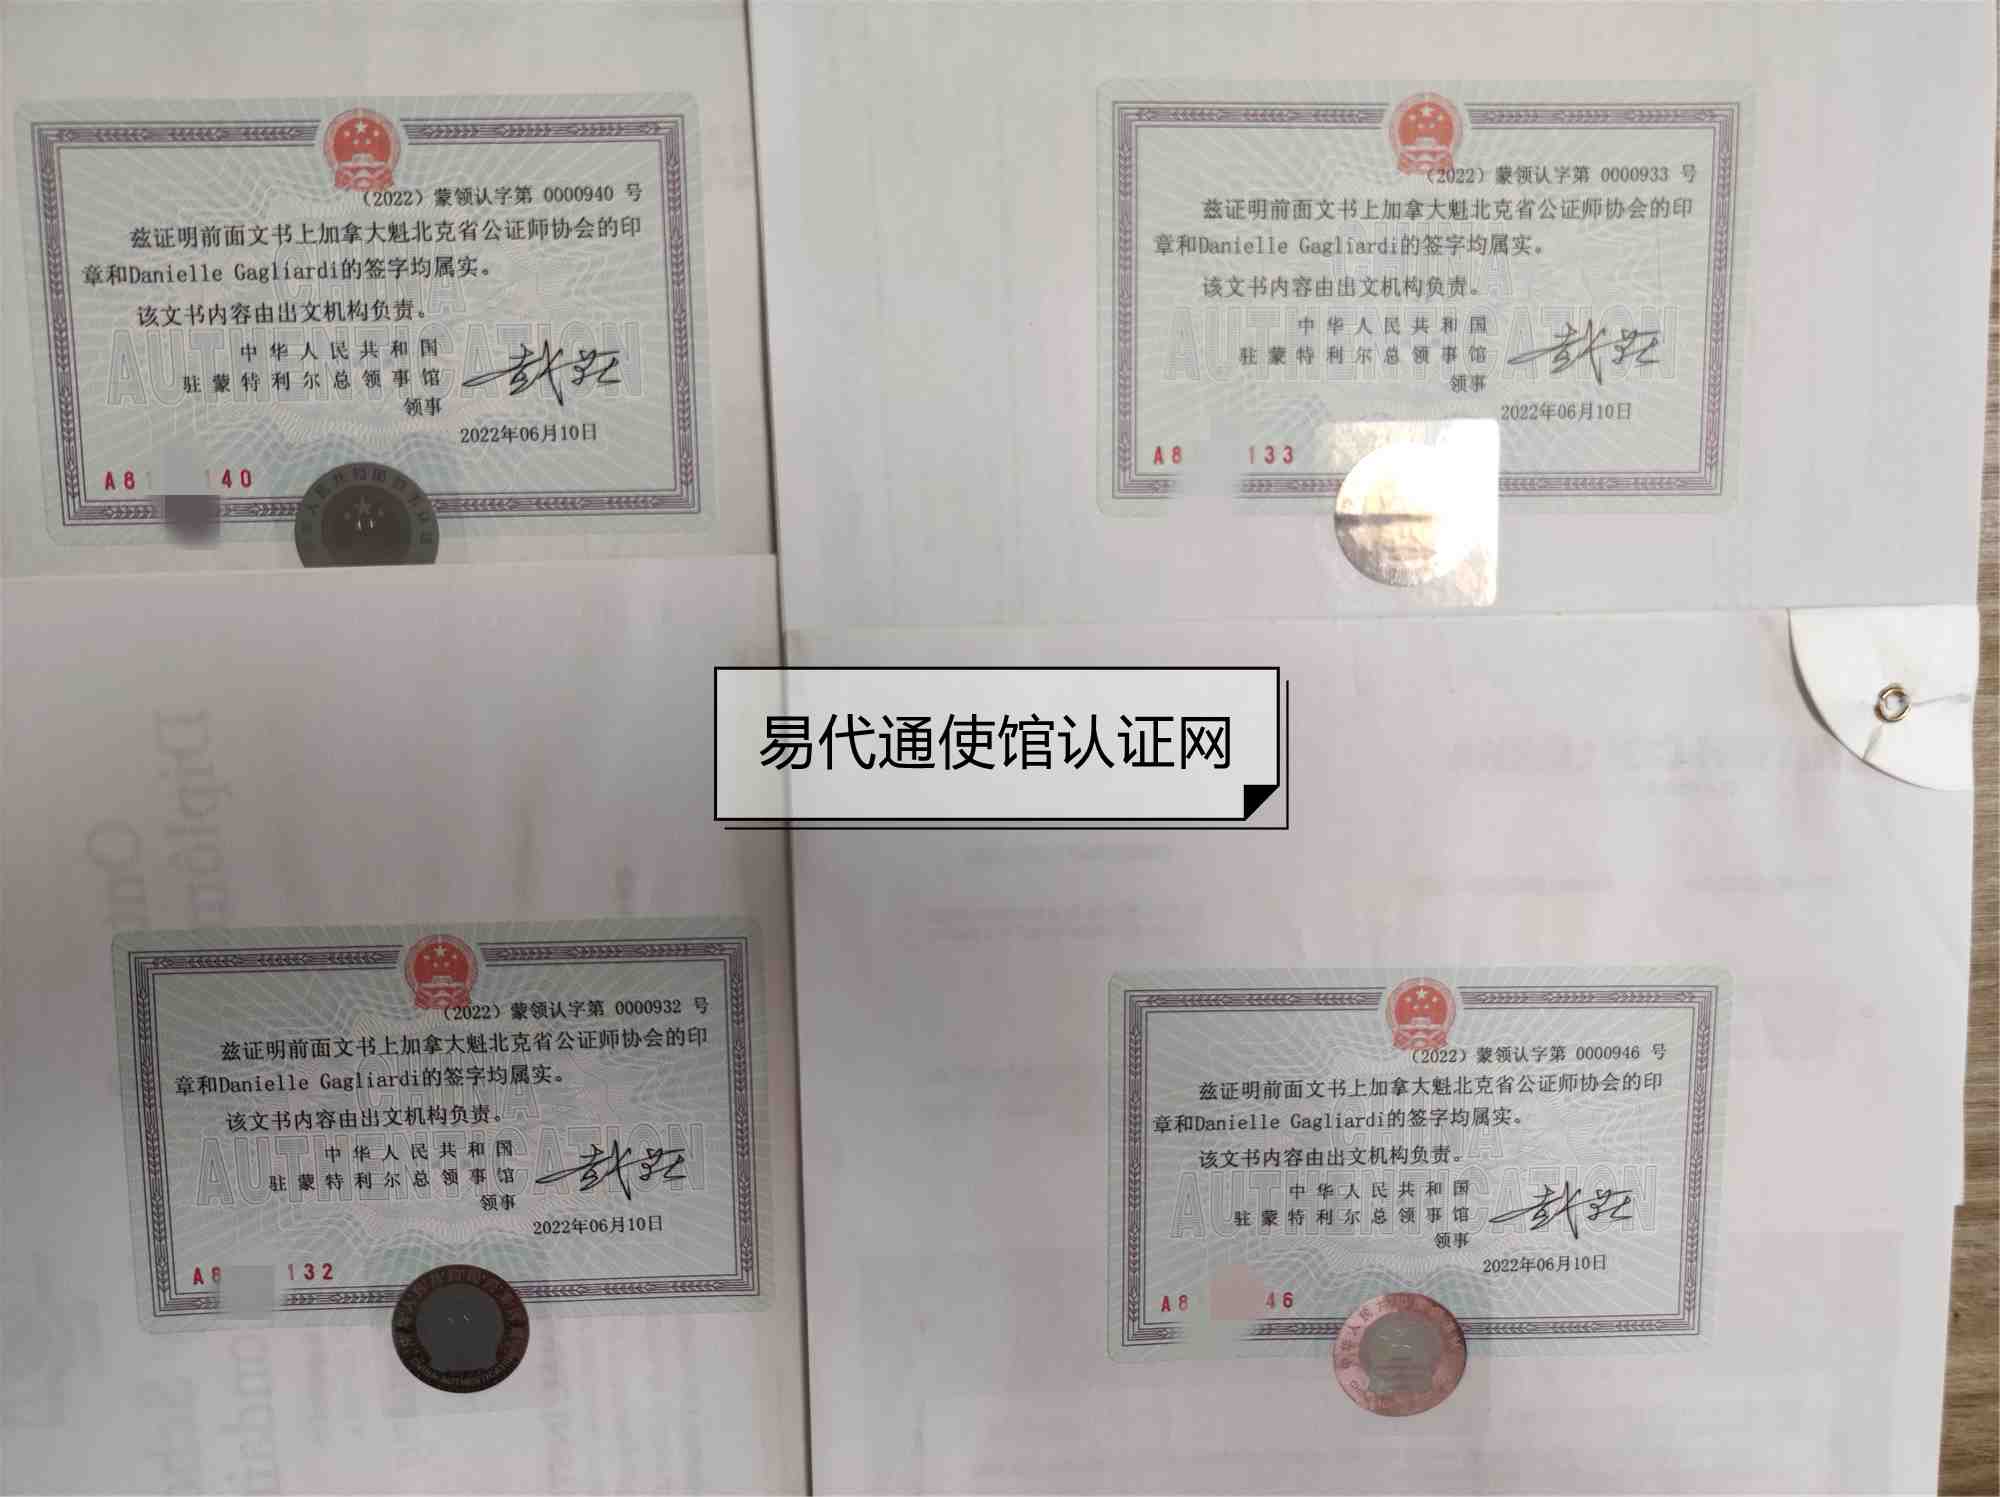 (2022) 蒙领认字第 0000940 号
兹证明前面文书上加拿大魁北克省公证师协会的印
章和Danielle Gagliardi的签字均属实。
该文书内容由出文机构负责。
中华人民共和国
驻蒙特利尔总领事馆
领事
2022年06月10日
CHINA
AUTHENTICATION
A8 140
(2022) 蒙领认字第 0000933 号
兹证明前面文书上加拿大魁北克省公证师协会的印
章和Danielle Gagliardi的签字均属实。
该文书内容由出文机构负责。
中华人民共和国
驻蒙特利尔总领事馆
领事
2022年06月10日
CHINA
AUTHENTICATION
A8 133
易代通使馆认证网
(2022) 蒙领认字第 0000932 号
兹证明前面文书上加拿大魁北克省公证师协会的印
章和Danielle Gagliardi的签字均属实。
该文书内容由出文机构负责。
中华人民共和国
驻蒙特利尔总领事馆
领事
2022年06月10日
CHINA
AUTHENTICATION
A8 132
(2022) 蒙领认字第 0000946 号
兹证明前面文书上加拿大魁北克省公证师协会的印
章和Danielle Gagliardi的签字均属实。
该文书内容由出文机构负责。
中华人民共和国
驻蒙特利尔总领事馆
领事
2022年06月10日
CHINA
AUTHENTICATION
A8 46